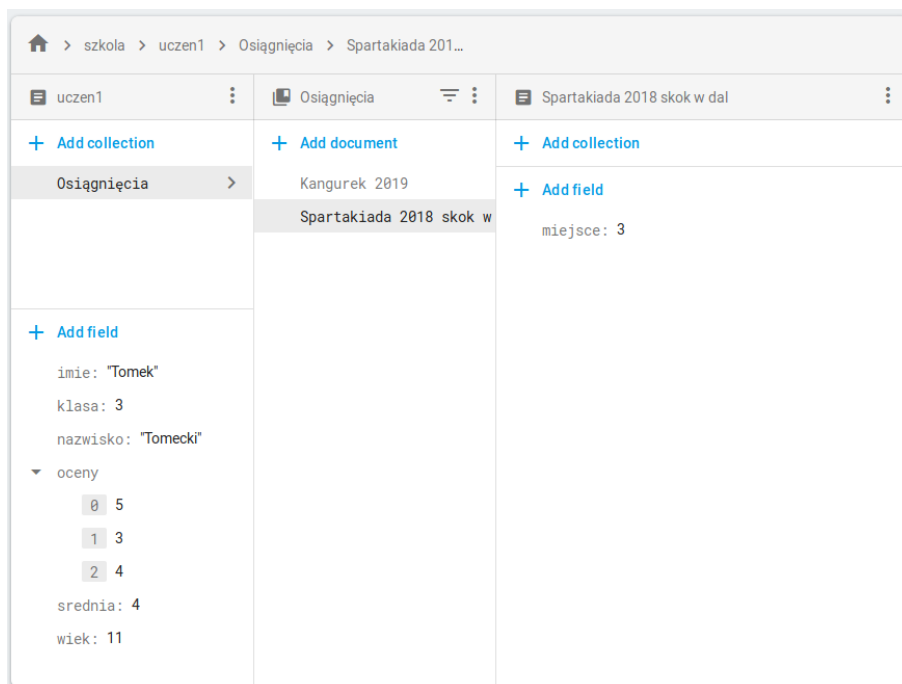 szkola > uczen1 > Osiągnięcia > Spartakiada 201...
uczen1
Add collection
Osiągnięcia
Add field
imie: "Tomek"
klasa: 3
nazwisko: "Tomecki"
oceny
0 5
1 3
2 4
srednia: 4
wiek: 11
Osiągnięcia
Add document
Kangurek 2019
Spartakiada 2018 skok w
Spartakiada 2018 skok w dal
Add collection
Add field
miejsce: 3